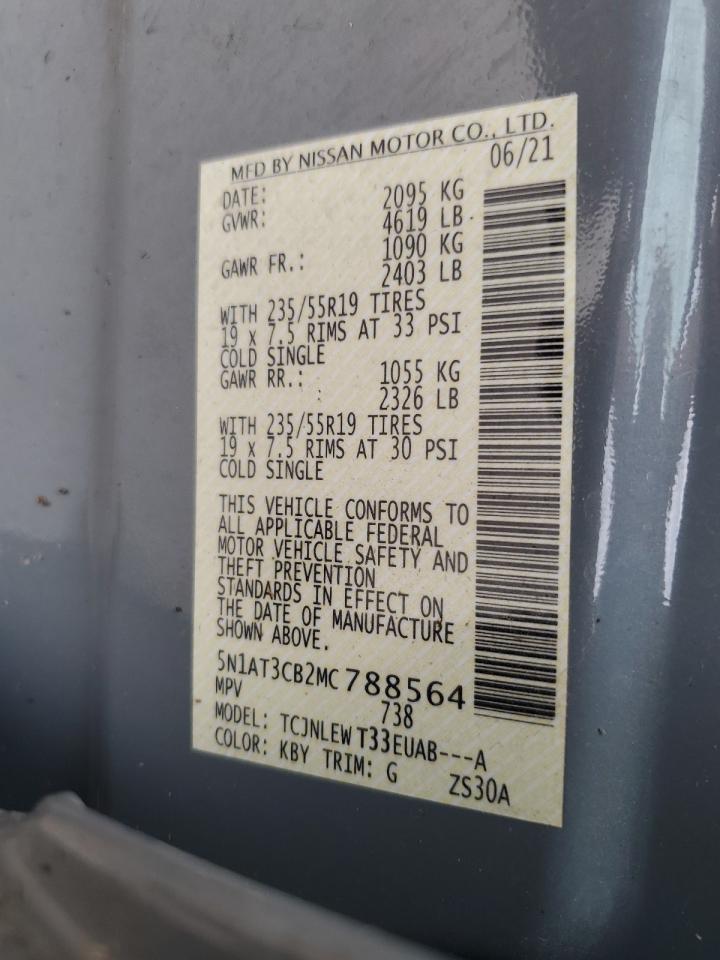 MFD BY NISSAN MOTOR CO., LTD.
DATE: 06/21
GVWR: 2095 KG
4619 LB
GAWR FR.: 1090 KG
2403 LB
WITH 235/55R19 TIRES
19 x 7.5 RIMS AT 33 PSI
COLD SINGLE
GAWR RR.: 1055 KG
: 2326 LB
WITH 235/55R19 TIRES
19 x 7.5 RIMS AT 30 PSI
COLD SINGLE
THIS VEHICLE CONFORMS TO
ALL APPLICABLE FEDERAL
MOTOR VEHICLE SAFETY AND
THEFT PREVENTION
STANDARDS IN EFFECT ON
THE DATE OF MANUFACTURE
SHOWN ABOVE.
5N1AT3CB2MC788564
MPV 738
MODEL: TCJNLEWT33EUAB---A
COLOR: KBY TRIM: G ZS30A